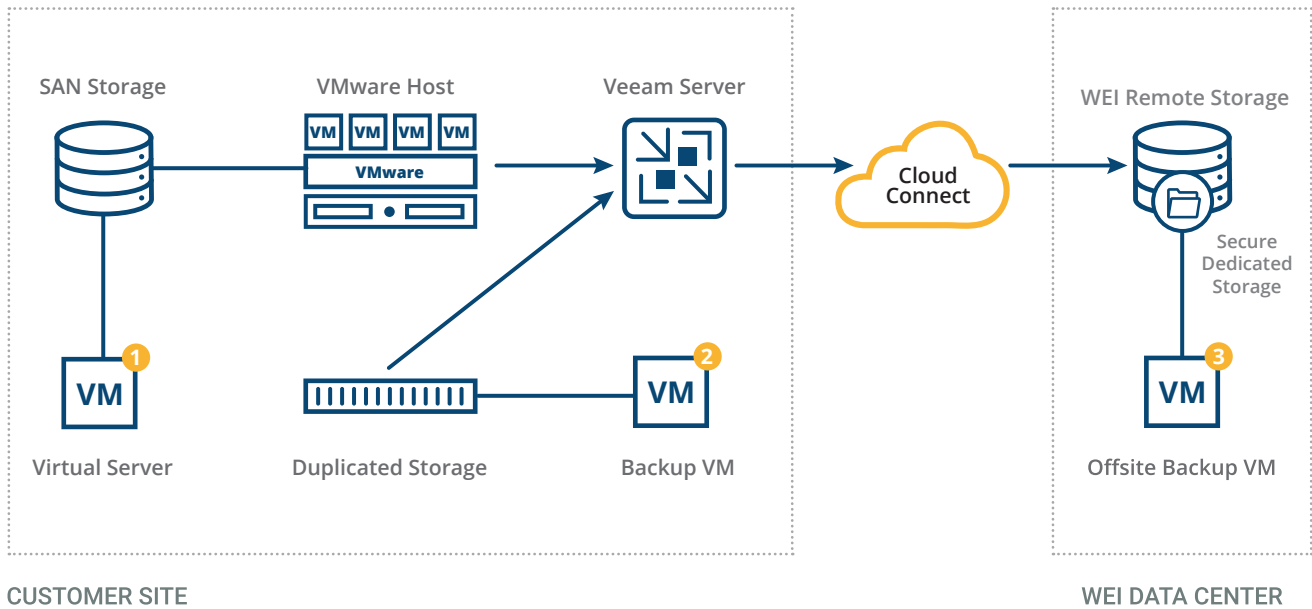 SAN Storage
VMware Host
Veeam Server
WEI Remote Storage
VM VM VM VM
VMware
Cloud
Connect
Secure
Dedicated
Storage
1
VM
2
VM
3
VM
Virtual Server
Duplicated Storage
Backup VM
Offsite Backup VM
CUSTOMER SITE
WEI DATA CENTER